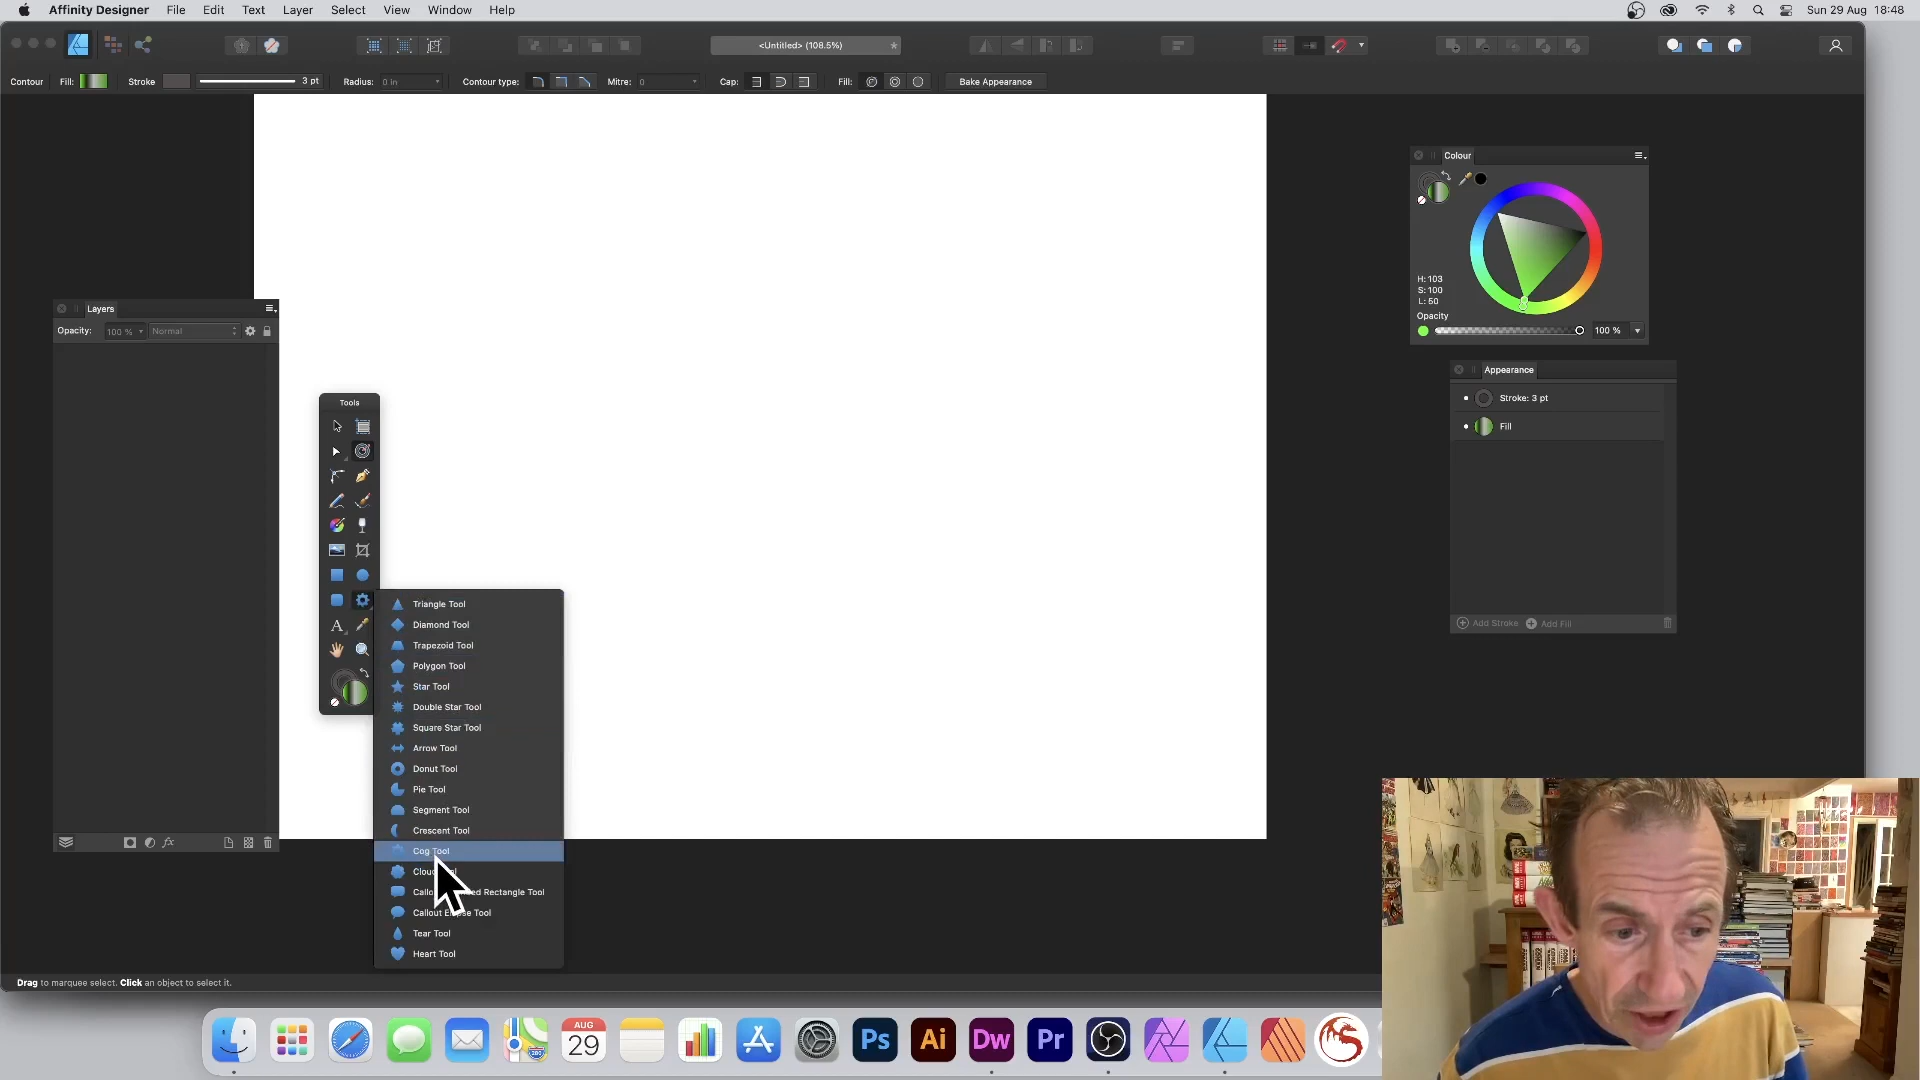 Affinity Designer File Edit Text Layer Select View Window Help Sun 29 Aug 18:48
<Untitled> (108.5%)
Contour Fill: Stroke 3 pt Radius: 0 in Contour type: Mitre: 0 Cap: Fill: Bake Appearance
Colour
H: 103
S: 100
L: 50
Opacity
100 %
Layers
Opacity: 100 % Normal
Appearance
Stroke: 3 pt
Fill
Add Stroke Add Fill
Tools
A
Triangle Tool
Diamond Tool
Trapezoid Tool
Polygon Tool
Star Tool
Double Star Tool
Square Star Tool
Arrow Tool
Donut Tool
Pie Tool
Segment Tool
Crescent Tool
Cog Tool
Rectangle Tool
Tool
Tear Tool
Heart Tool
fx
Drag to marquee select. Click an object to select it.
AUG
29
280
Ps Ai Dw Pr